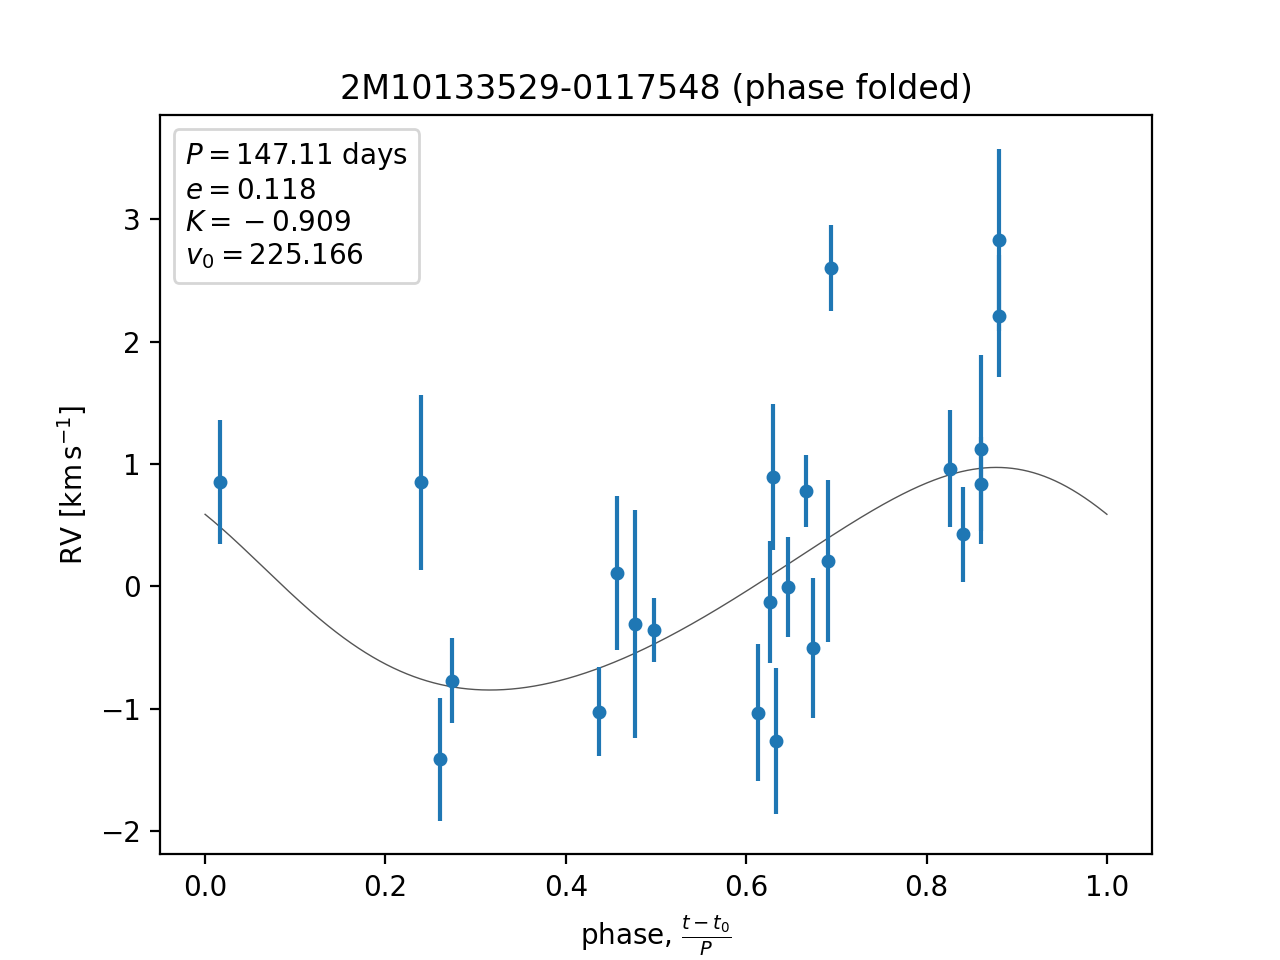 2M10133529-0117548 (phase folded)
P = 147.11 days
e = 0.118
K = −0.909
v₀ = 225.166
3
2
1
0
−1
−2
RV [km s⁻¹]
0.0 0.2 0.4 0.6 0.8 1.0
phase, (t − t₀)/P